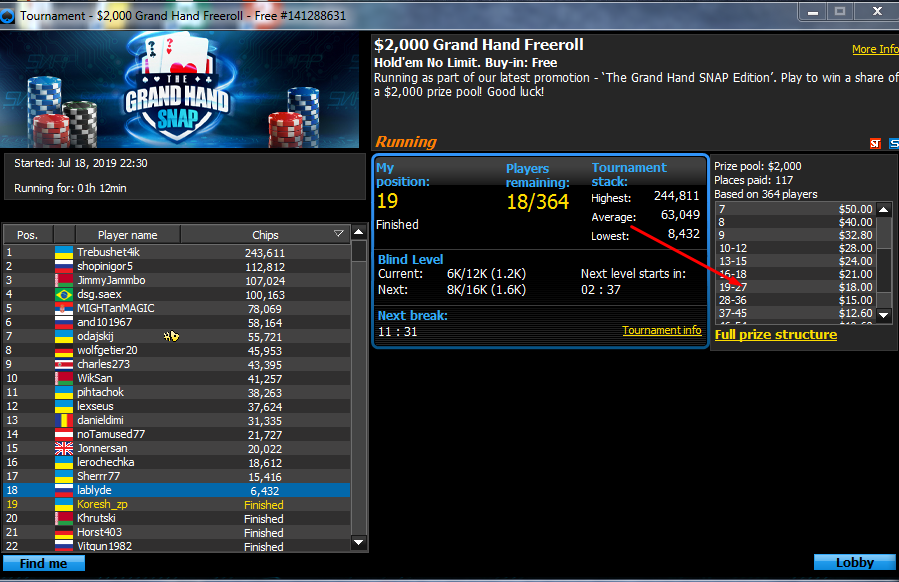 Tournament - $2,000 Grand Hand Freeroll - Free #141288631
THE
GRAND HAND
SNAP
$2,000 Grand Hand Freeroll
More Info
Hold'em No Limit. Buy-in: Free
Running as part of our latest promotion - `The Grand Hand SNAP Edition'. Play to win a share of
a $2,000 prize pool! Good luck!
Running
ST
S
Started: Jul 18, 2019 22:30
Running for: 01h 12min
My position:
19
Finished
Players remaining:
18/364
Tournament stack:
Highest: 244,811
Average: 63,049
Lowest: 8,432
Blind Level
Current: 6K/12K (1.2K)
Next: 8K/16K (1.6K)
Next level starts in:
02 : 37
Next break:
11 : 31
Tournament info
Prize pool: $2,000
Places paid: 117
Based on 364 players
7 $50.00
8 $40.00
9 $32.80
10-12 $28.00
13-15 $24.00
16-18 $21.00
19-27 $18.00
28-36 $15.00
37-45 $12.60
Full prize structure
Pos. Player name Chips
1 Trebushet4ik 243,611
2 shopinigor5 112,812
3 JimmyJammbo 107,024
4 dsg.saex 100,163
5 MIGHTanMAGIC 78,069
6 and101967 58,164
7 odajskij 55,721
8 wolfgetier20 45,953
9 charles273 43,395
10 WikSan 41,257
11 pihtachok 38,263
12 lexseus 37,624
13 danieldimi 31,335
14 noTamused77 21,727
15 Jonnersan 20,022
16 lerochechka 18,612
17 Sherrr77 15,416
18 lablyde 6,432
19 Koresh_zp Finished
20 Khrutski Finished
21 Horst403 Finished
22 Vitgun1982 Finished
Find me
Lobby